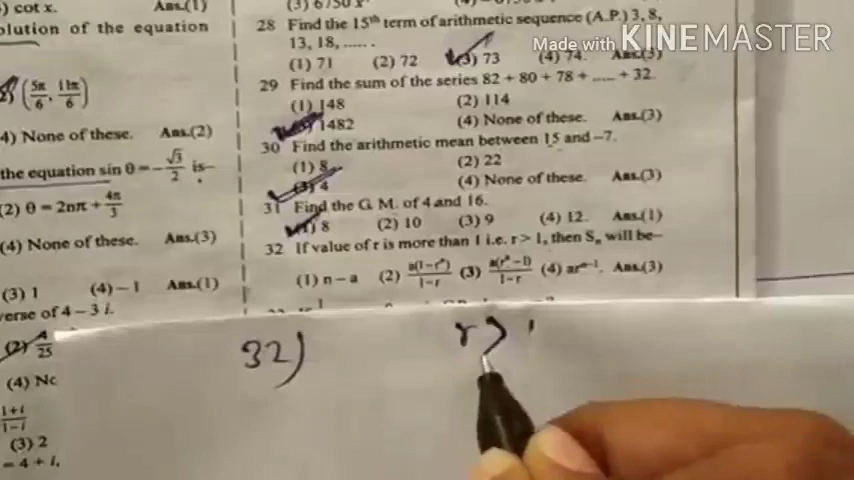 ) cot x. Ans.(1)
olution of the equation
2) (5π/6, 11π/6)
4) None of these. Ans.(2)
the equation sin θ = -√3/2 is-
(2) θ = 2nπ + 4π/3
(4) None of these. Ans.(3)
(3) 1 (4) – 1 Ans.(1)
verse of 4 – 3 i.
(2) 4/25
(4) Nc
1+i/1–i
(3) 2
= 4 + i,
28 Find the 15th term of arithmetic sequence (A.P.) 3, 8,
13, 18, ......
(1) 71 (2) 72 (3) 73 (4) 74. Ans.(3)
29 Find the sum of the series 82 + 80 + 78 + ..... + 32.
(1) 148 (2) 114
1482 (4) None of these. Ans.(3)
30 Find the arithmetic mean between 15 and –7.
(1) 8 (2) 22
(3) 4 (4) None of these. Ans.(3)
31 Find the G. M. of 4 and 16.
(1) 8 (2) 10 (3) 9 (4) 12. Ans.(1)
32 If value of r is more than 1 i.e. r > 1, then Sn will be–
(1) n – a (2) a(1–rⁿ)/1–r (3) a(rⁿ–1)/1–r (4) arⁿ⁻¹. Ans.(3)
32) r > 1
Made with KINEMASTER